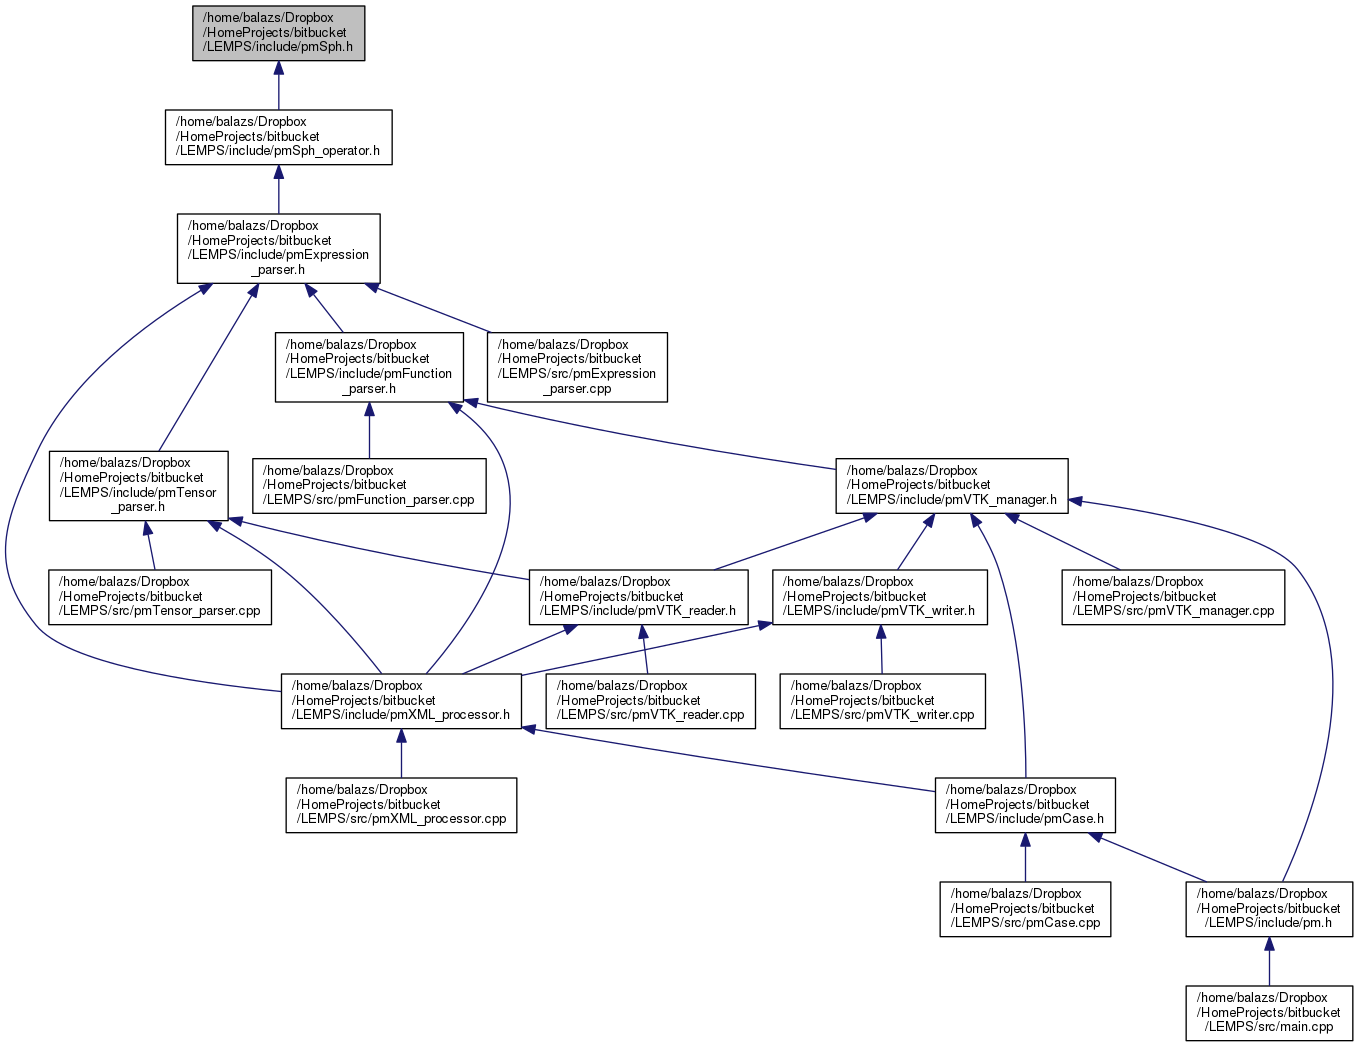 /home/balazs/Dropbox
/HomeProjects/bitbucket
/LEMPS/include/pmSph.h
/home/balazs/Dropbox
/HomeProjects/bitbucket
/LEMPS/include/pmSph_operator.h
/home/balazs/Dropbox
/HomeProjects/bitbucket
/LEMPS/include/pmExpression
_parser.h
/home/balazs/Dropbox
/HomeProjects/bitbucket
/LEMPS/include/pmFunction
_parser.h
/home/balazs/Dropbox
/HomeProjects/bitbucket
/LEMPS/src/pmExpression
_parser.cpp
/home/balazs/Dropbox
/HomeProjects/bitbucket
/LEMPS/include/pmTensor
_parser.h
/home/balazs/Dropbox
/HomeProjects/bitbucket
/LEMPS/src/pmFunction_parser.cpp
/home/balazs/Dropbox
/HomeProjects/bitbucket
/LEMPS/include/pmVTK_manager.h
/home/balazs/Dropbox
/HomeProjects/bitbucket
/LEMPS/src/pmTensor_parser.cpp
/home/balazs/Dropbox
/HomeProjects/bitbucket
/LEMPS/include/pmVTK_reader.h
/home/balazs/Dropbox
/HomeProjects/bitbucket
/LEMPS/include/pmVTK_writer.h
/home/balazs/Dropbox
/HomeProjects/bitbucket
/LEMPS/src/pmVTK_manager.cpp
/home/balazs/Dropbox
/HomeProjects/bitbucket
/LEMPS/include/pmXML_processor.h
/home/balazs/Dropbox
/HomeProjects/bitbucket
/LEMPS/src/pmVTK_reader.cpp
/home/balazs/Dropbox
/HomeProjects/bitbucket
/LEMPS/src/pmVTK_writer.cpp
/home/balazs/Dropbox
/HomeProjects/bitbucket
/LEMPS/src/pmXML_processor.cpp
/home/balazs/Dropbox
/HomeProjects/bitbucket
/LEMPS/include/pmCase.h
/home/balazs/Dropbox
/HomeProjects/bitbucket
/LEMPS/src/pmCase.cpp
/home/balazs/Dropbox
/HomeProjects/bitbucket
/LEMPS/include/pm.h
/home/balazs/Dropbox
/HomeProjects/bitbucket
/LEMPS/src/main.cpp